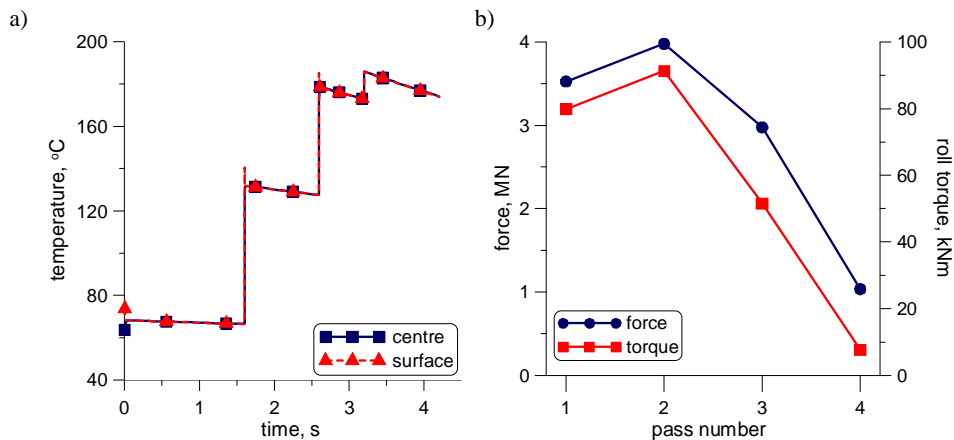 a)
200
160
120
80
40
temperature, °C
0
1
2
3
4
time, s
centre
surface
b)
4
3
2
1
0
force, MN
100
80
60
40
20
0
roll torque, kNm
1
2
3
4
pass number
force
torque